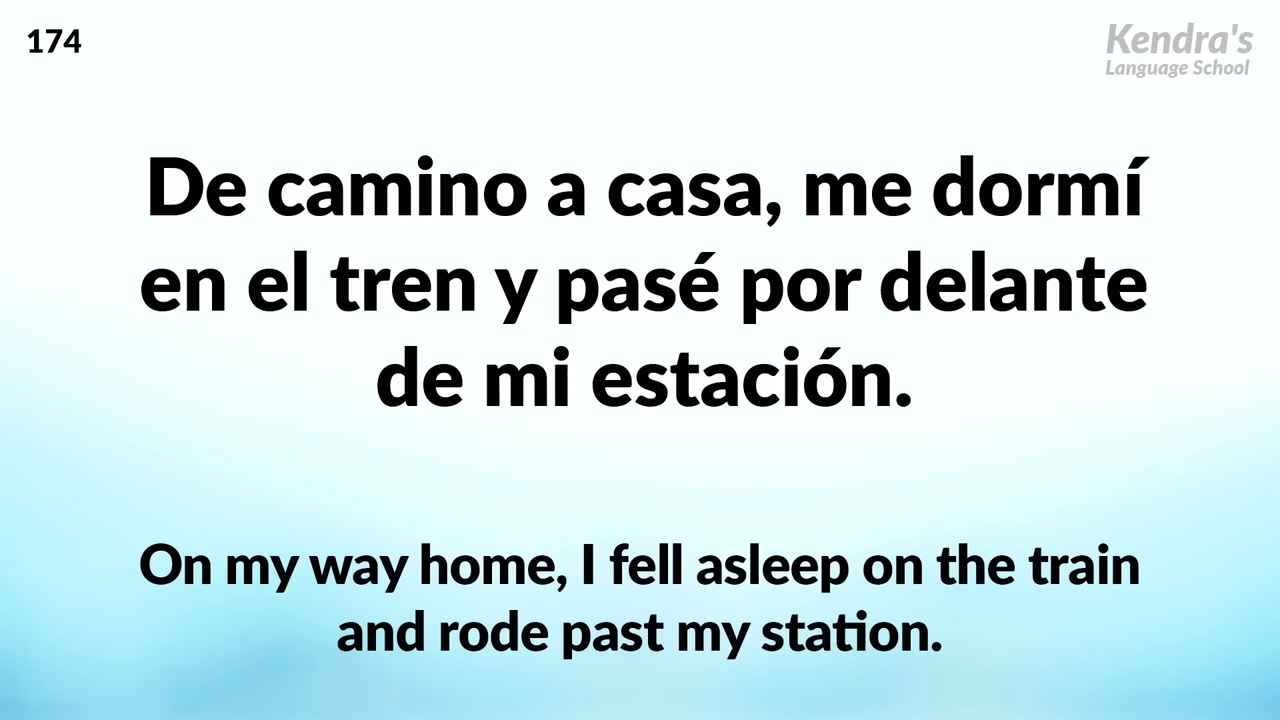 174
Kendra's
Language School
De camino a casa, me dormí
en el tren y pasé por delante
de mi estación.
On my way home, I fell asleep on the train
and rode past my station.